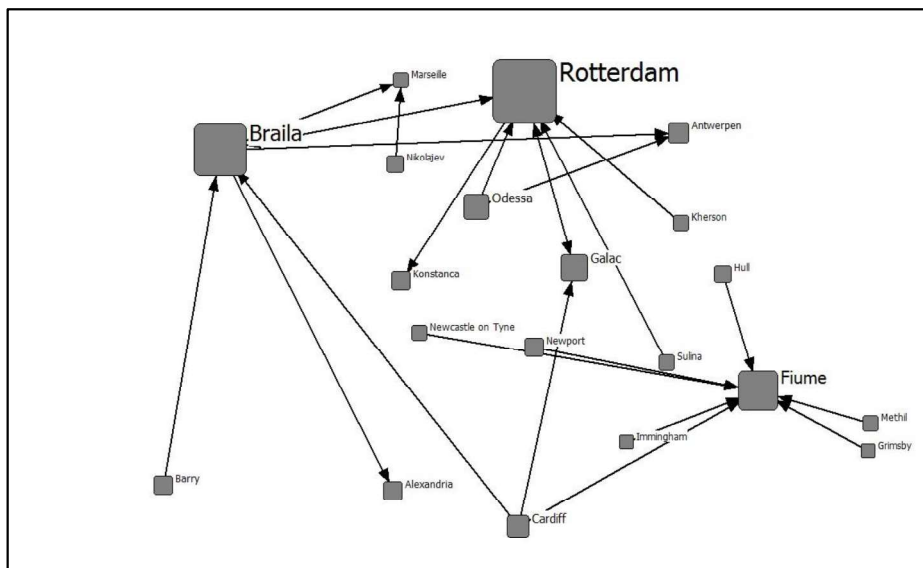 Marseille
Rotterdam
Braila
Antwerpen
Nikolajev
Odessa
Kherson
Galac
Konstanca
Hull
Newcastle on Tyne
Newport
Sulina
Fiume
Methil
Immingham
Grimsby
Barry
Alexandria
Cardiff